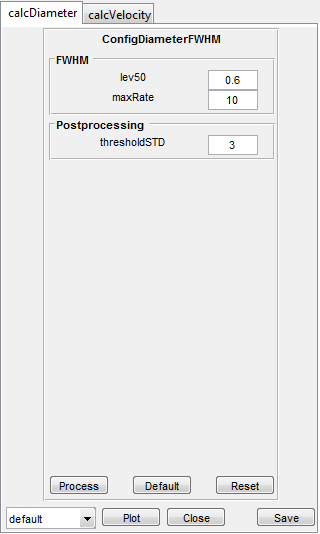 calcDiameter calcVelocity
ConfigDiameterFWHM
FWHM
lev50 0.6
maxRate 10
Postprocessing
thresholdSTD 3
Process Default Reset
default Plot Close Save